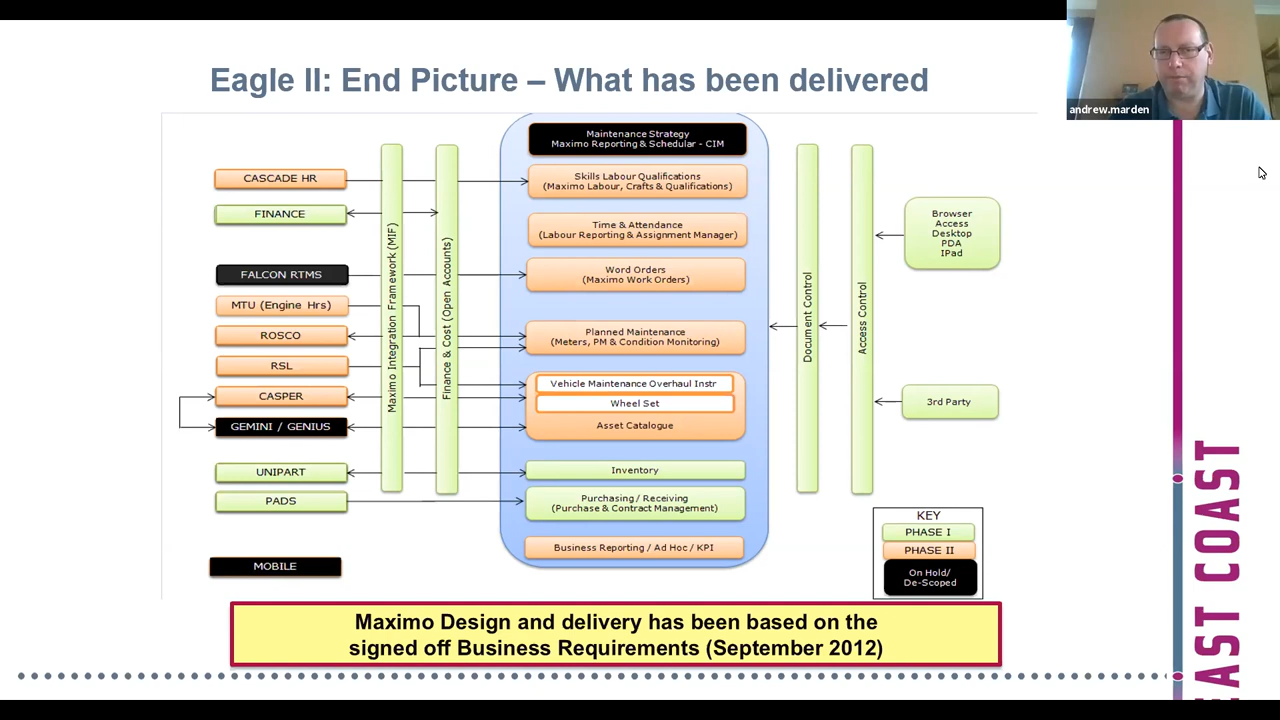 Eagle II: End Picture – What has been delivered
andrew.marden
Maintenance Strategy
Maximo Reporting & Schedular - CIM
CASCADE HR
FINANCE
FALCON RTMS
MTU (Engine Hrs)
ROSCO
RSL
CASPER
GEMINI / GENIUS
UNIPART
PADS
MOBILE
Maximo Integration Framework (MIF)
Finance & Cost (Open Accounts)
Skills Labour Qualifications
(Maximo Labour, Crafts & Qualifications)
Time & Attendance
(Labour Reporting & Assignment Manager)
Word Orders
(Maximo Work Orders)
Planned Maintenance
(Meters, PM & Condition Monitoring)
Vehicle Maintenance Overhaul Instr
Wheel Set
Asset Catalogue
Inventory
Purchasing / Receiving
(Purchase & Contract Management)
Business Reporting / Ad Hoc / KPI
Document Control
Access Control
Browser
Access
Desktop
PDA
IPad
3rd Party
KEY
PHASE I
PHASE II
On Hold/
De-Scoped
Maximo Design and delivery has been based on the
signed off Business Requirements (September 2012)
EAST COAST